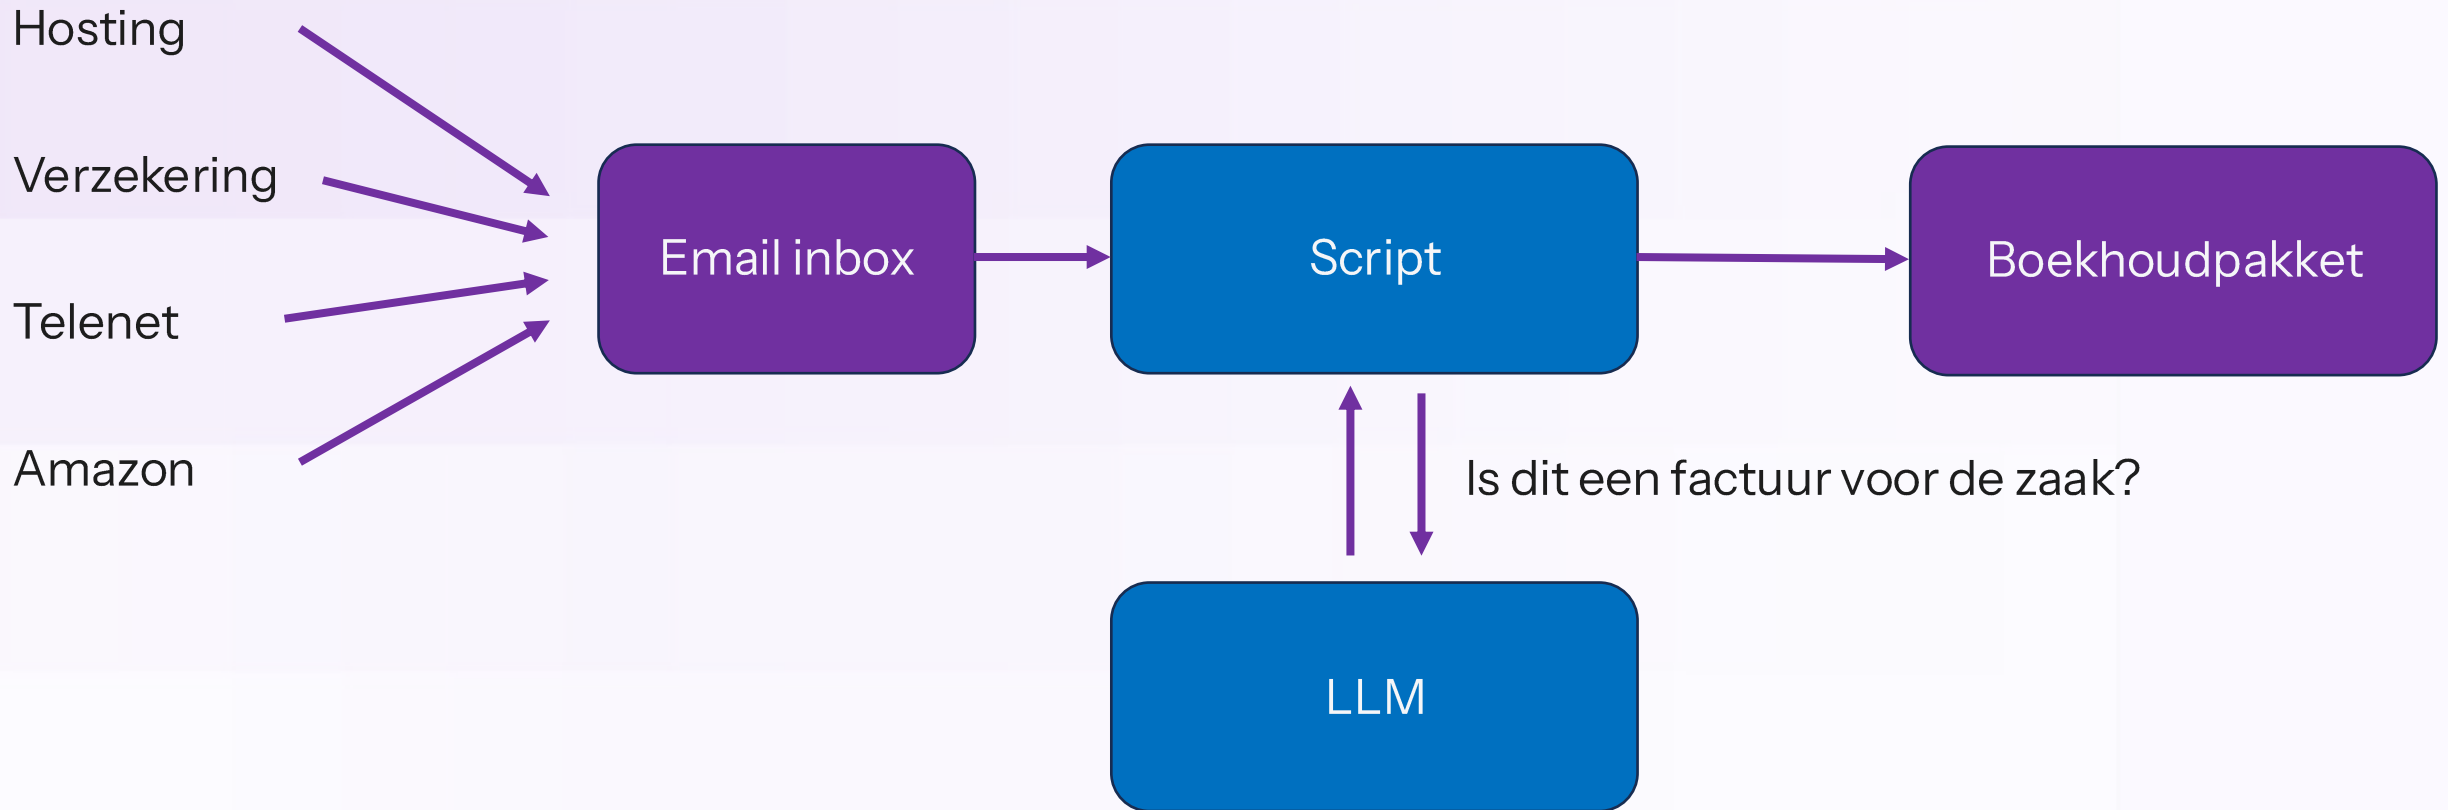 Hosting
Verzekering
Telenet
Amazon
Email inbox
Script
Boekhoudpakket
Is dit een factuur voor de zaak?
LLM